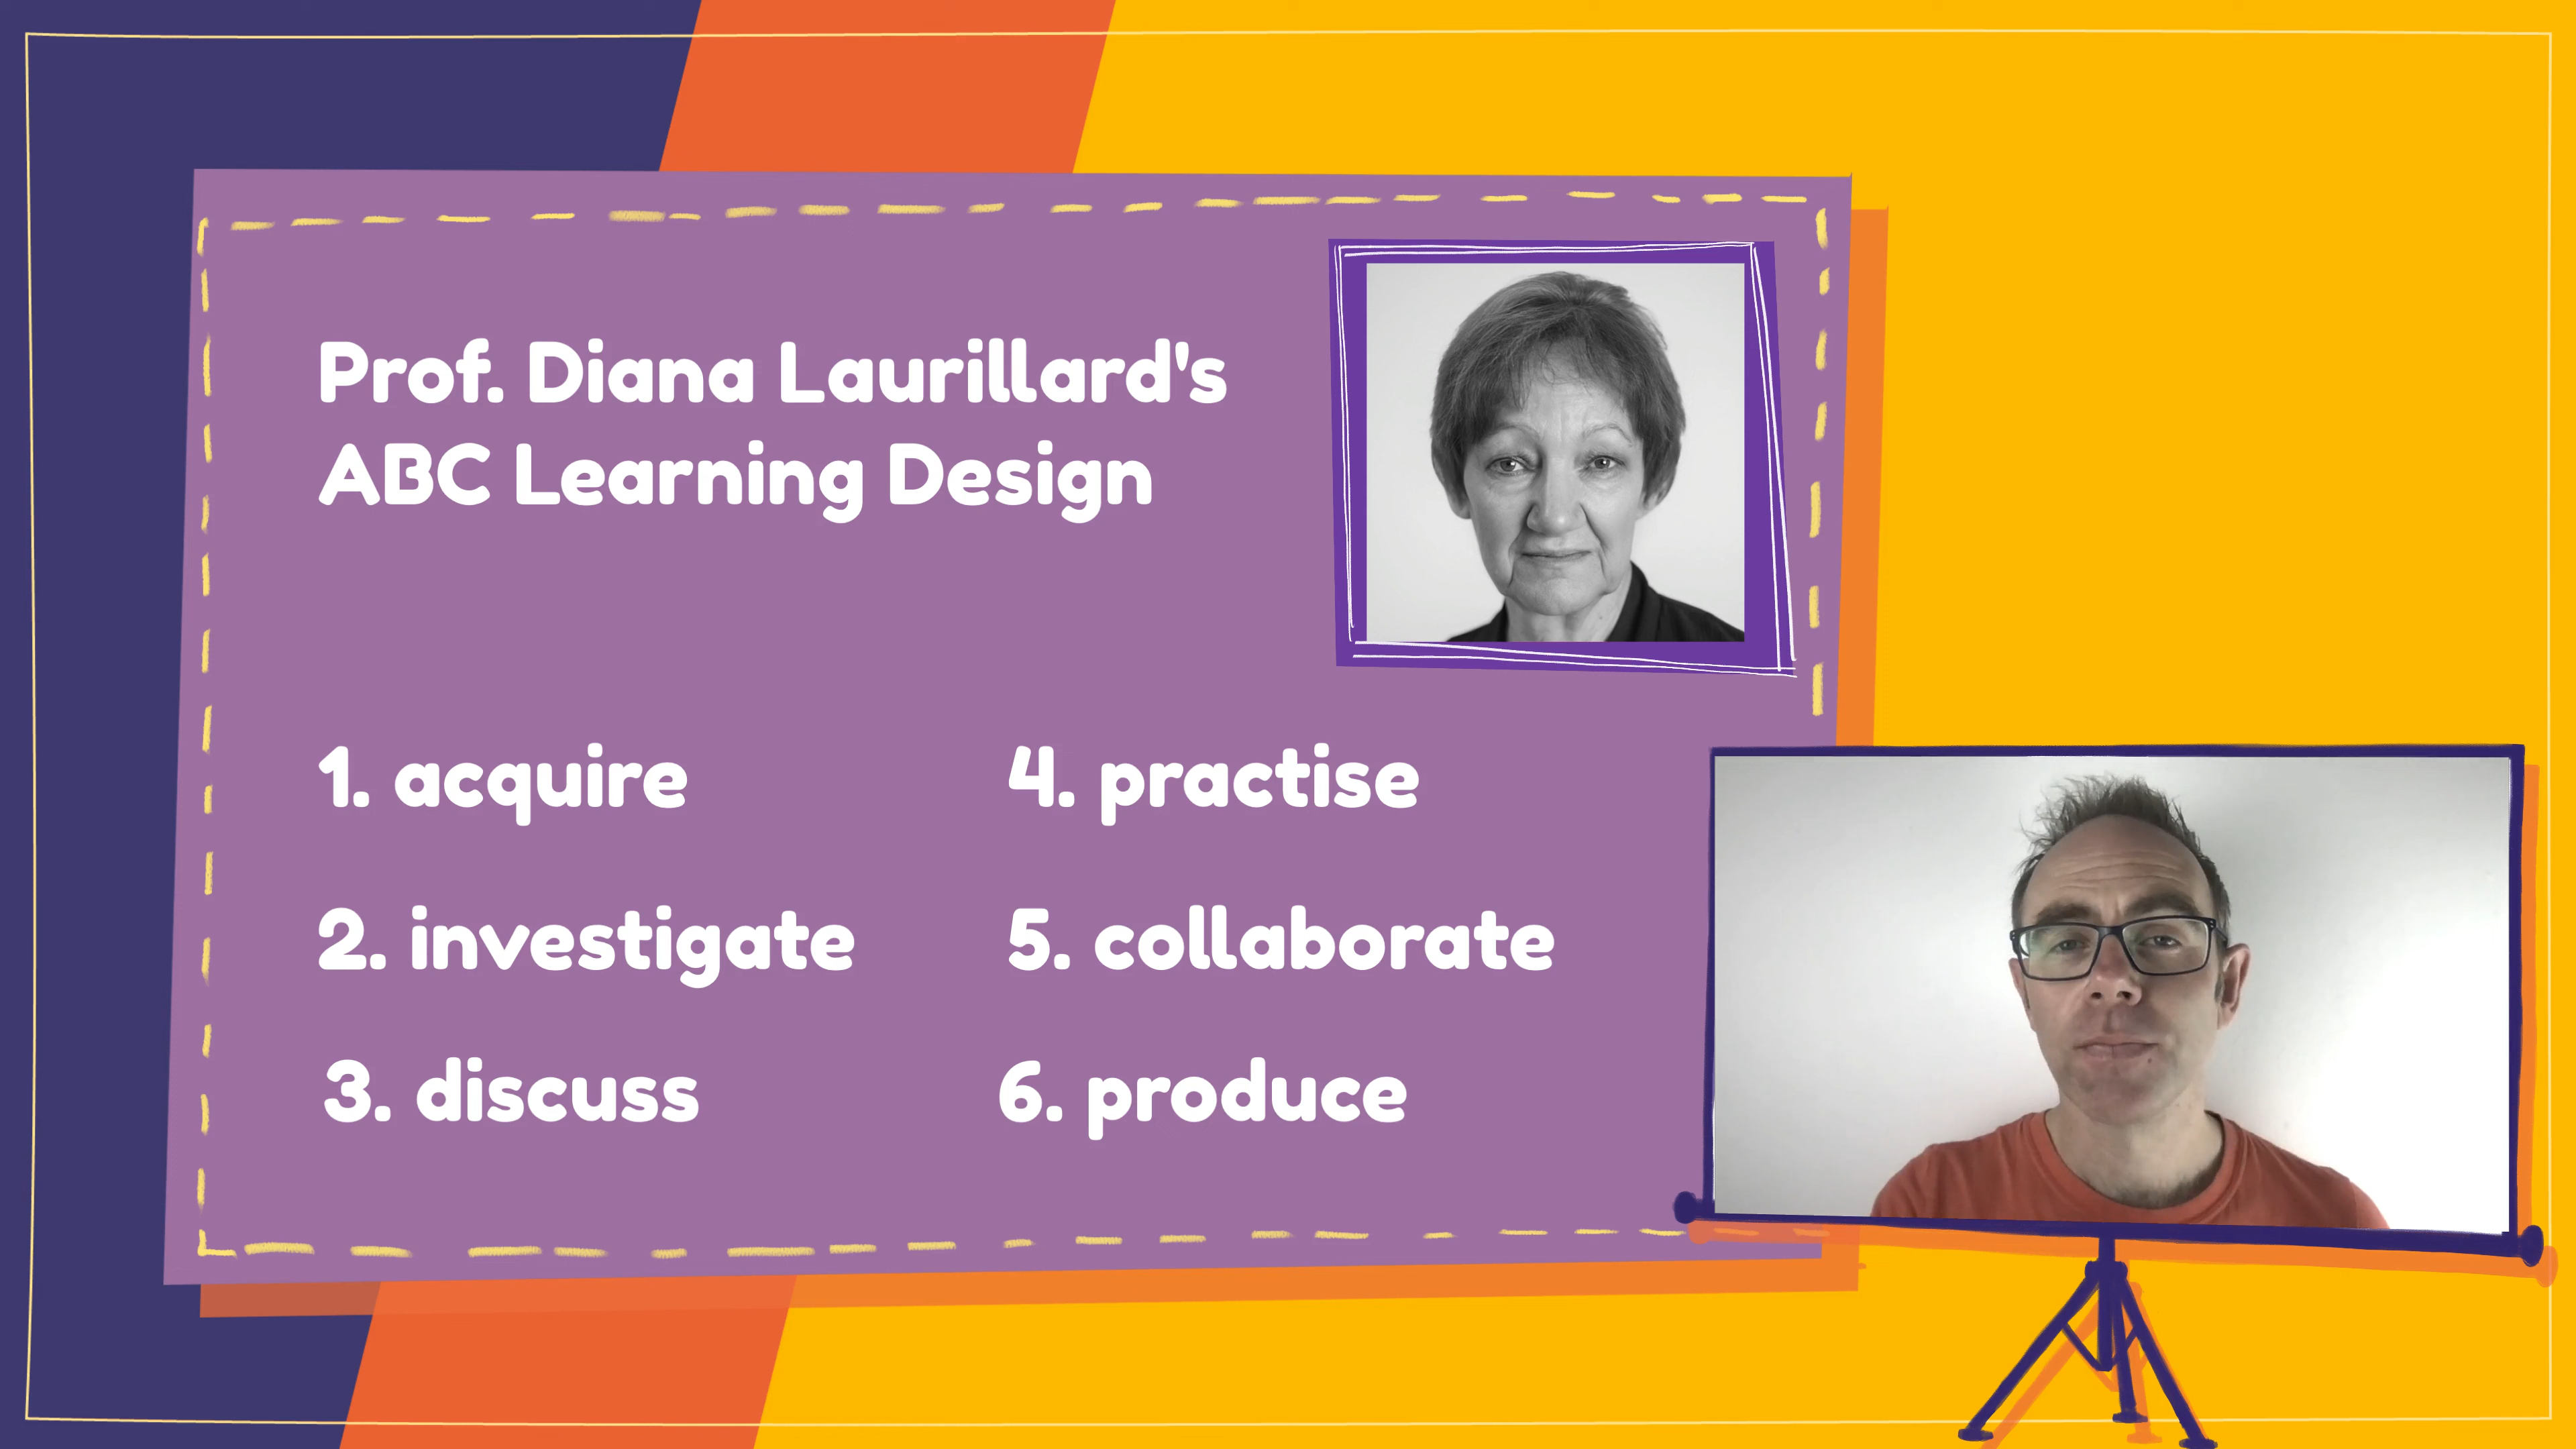 Prof. Diana Laurillard's
ABC Learning Design
1. acquire
2. investigate
3. discuss
4. practise
5. collaborate
6. produce